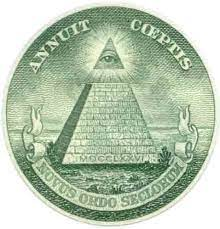 ANNUIT CŒPTIS
MDCCLXXVI
NOVUS ORDO SECLORUM